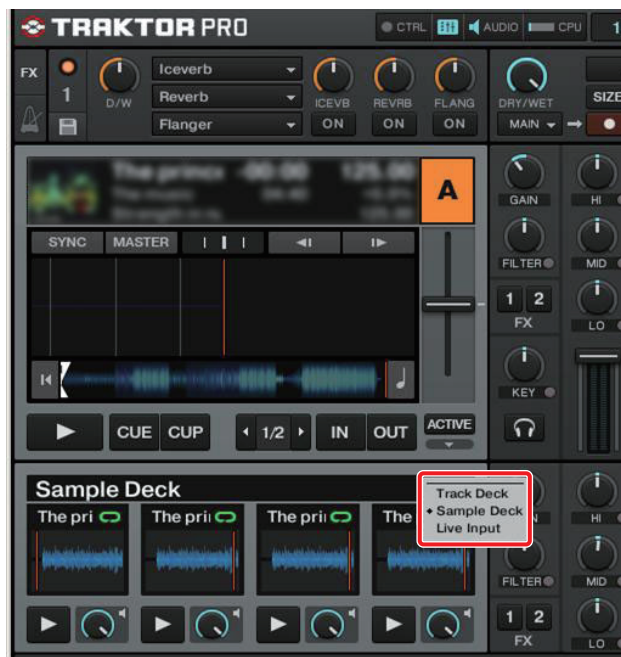 TRAKTOR PRO
CTRL
AUDIO
CPU
1
FX
1
D/W
Iceverb
Reverb
Flanger
ICEVB
REVRB
FLANG
ON
ON
ON
DRY/WET
MAIN
SIZE
A
SYNC
MASTER
GAIN
HI
FILTER
MID
1 2
FX
LO
KEY
CUE
CUP
1/2
IN
OUT
ACTIVE
Sample Deck
Track Deck
Sample Deck
Live Input
The pri
The prii
The prii
The
N
HI
FILTER
MID
1 2
FX
LO